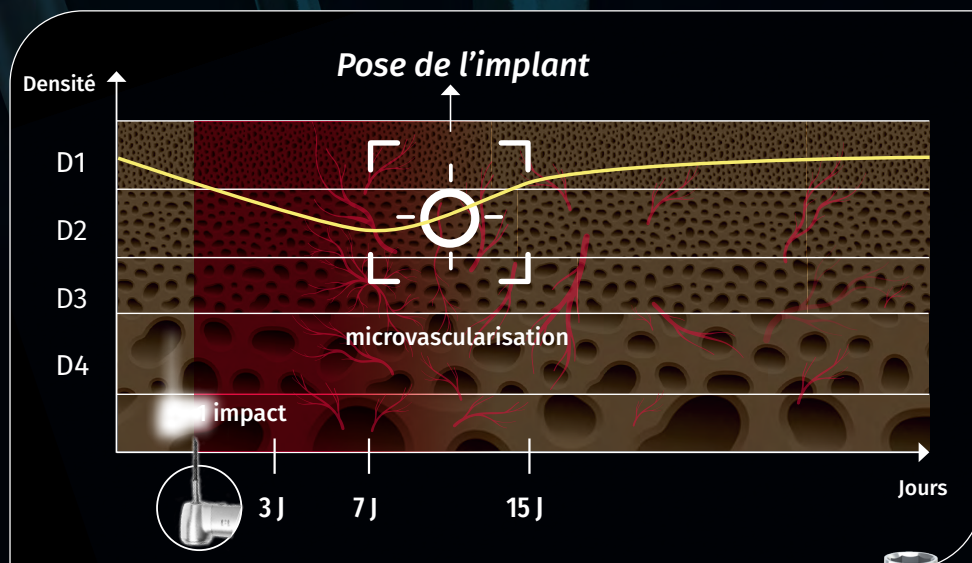 Pose de l'implant
Densité
D1
D2
D3
D4
microvascularisation
impact
3 J
7 J
15 J
Jours